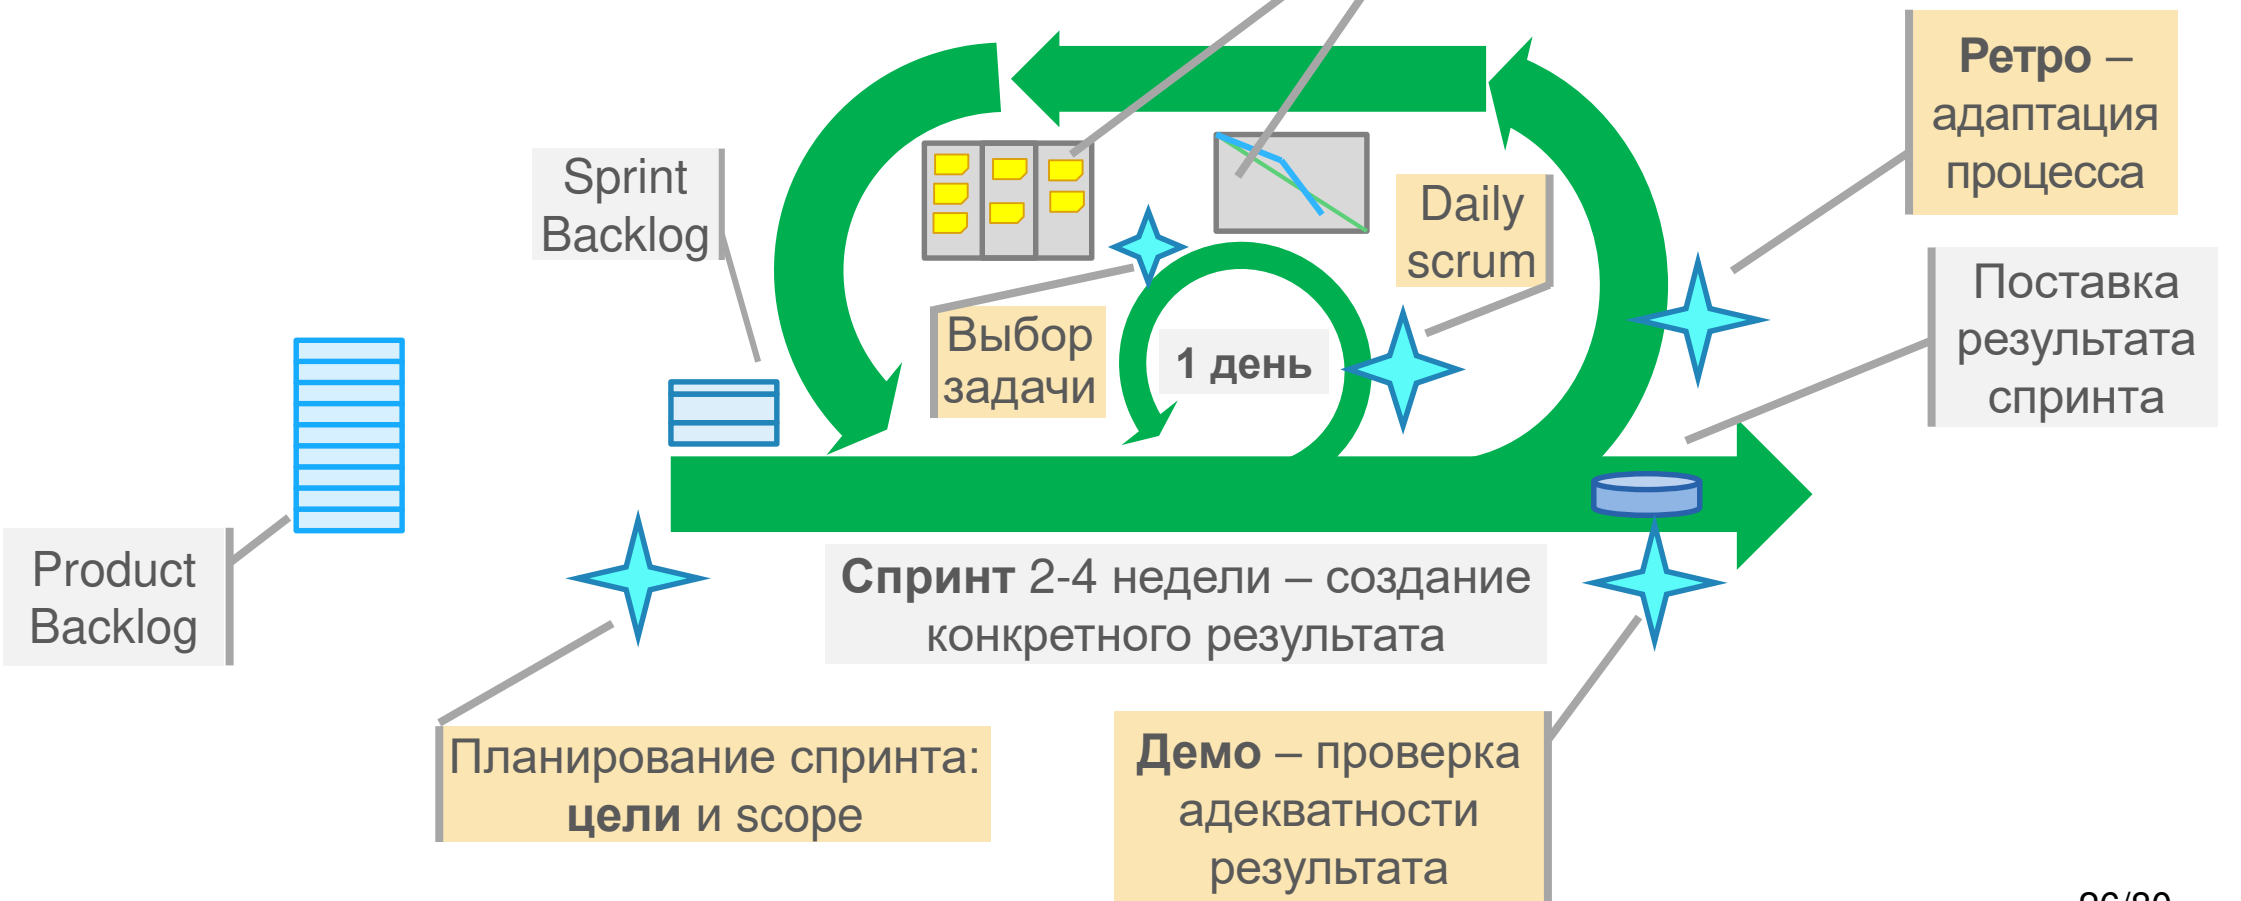 Ретро –
адаптация
процесса
Sprint
Backlog
Daily
scrum
Поставка
результата
спринта
Выбор
задачи
1 день
Product
Backlog
Спринт 2-4 недели – создание
конкретного результата
Планирование спринта:
цели и scope
Демо – проверка
адекватности
результата